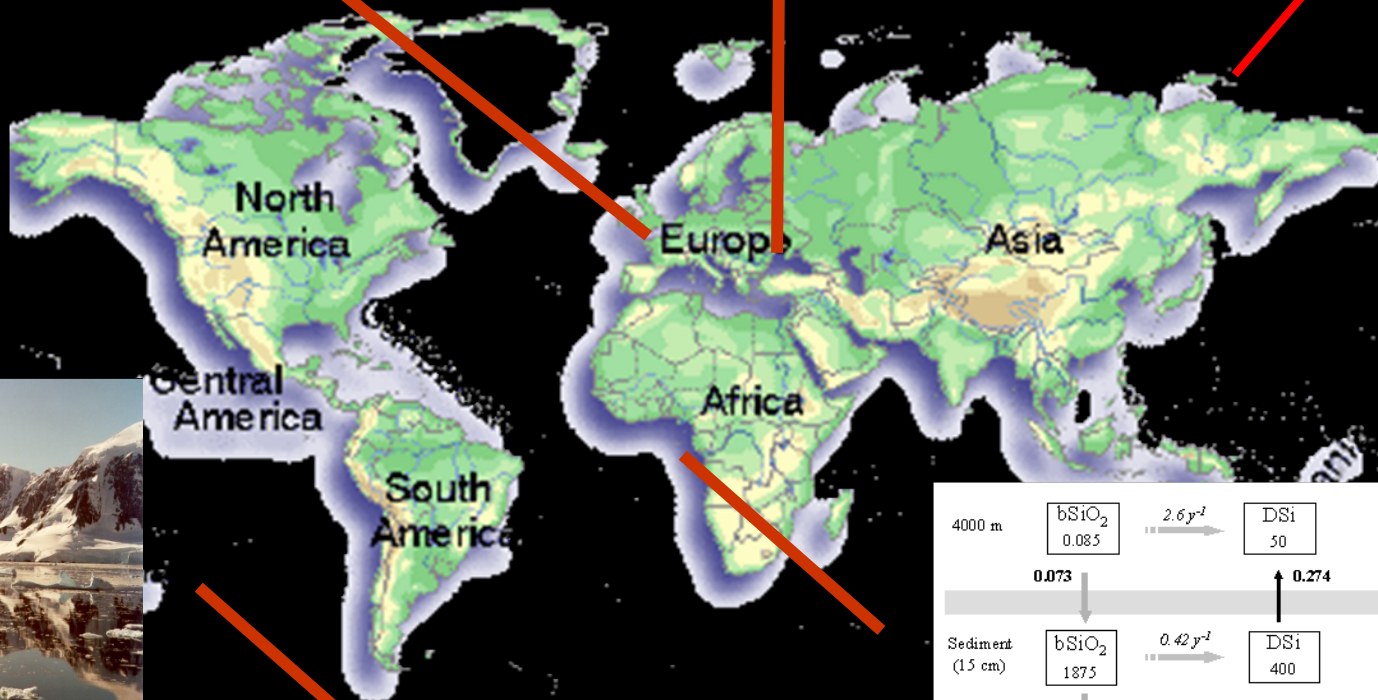 North
America
Europe
Asia
Central
America
Africa
South
America
4000 m
bSiO₂
0.085
2.6 y⁻¹
DSi
50
0.073
0.274
Sediment
(15 cm)
bSiO₂
1875
0.42 y⁻¹
DSi
400